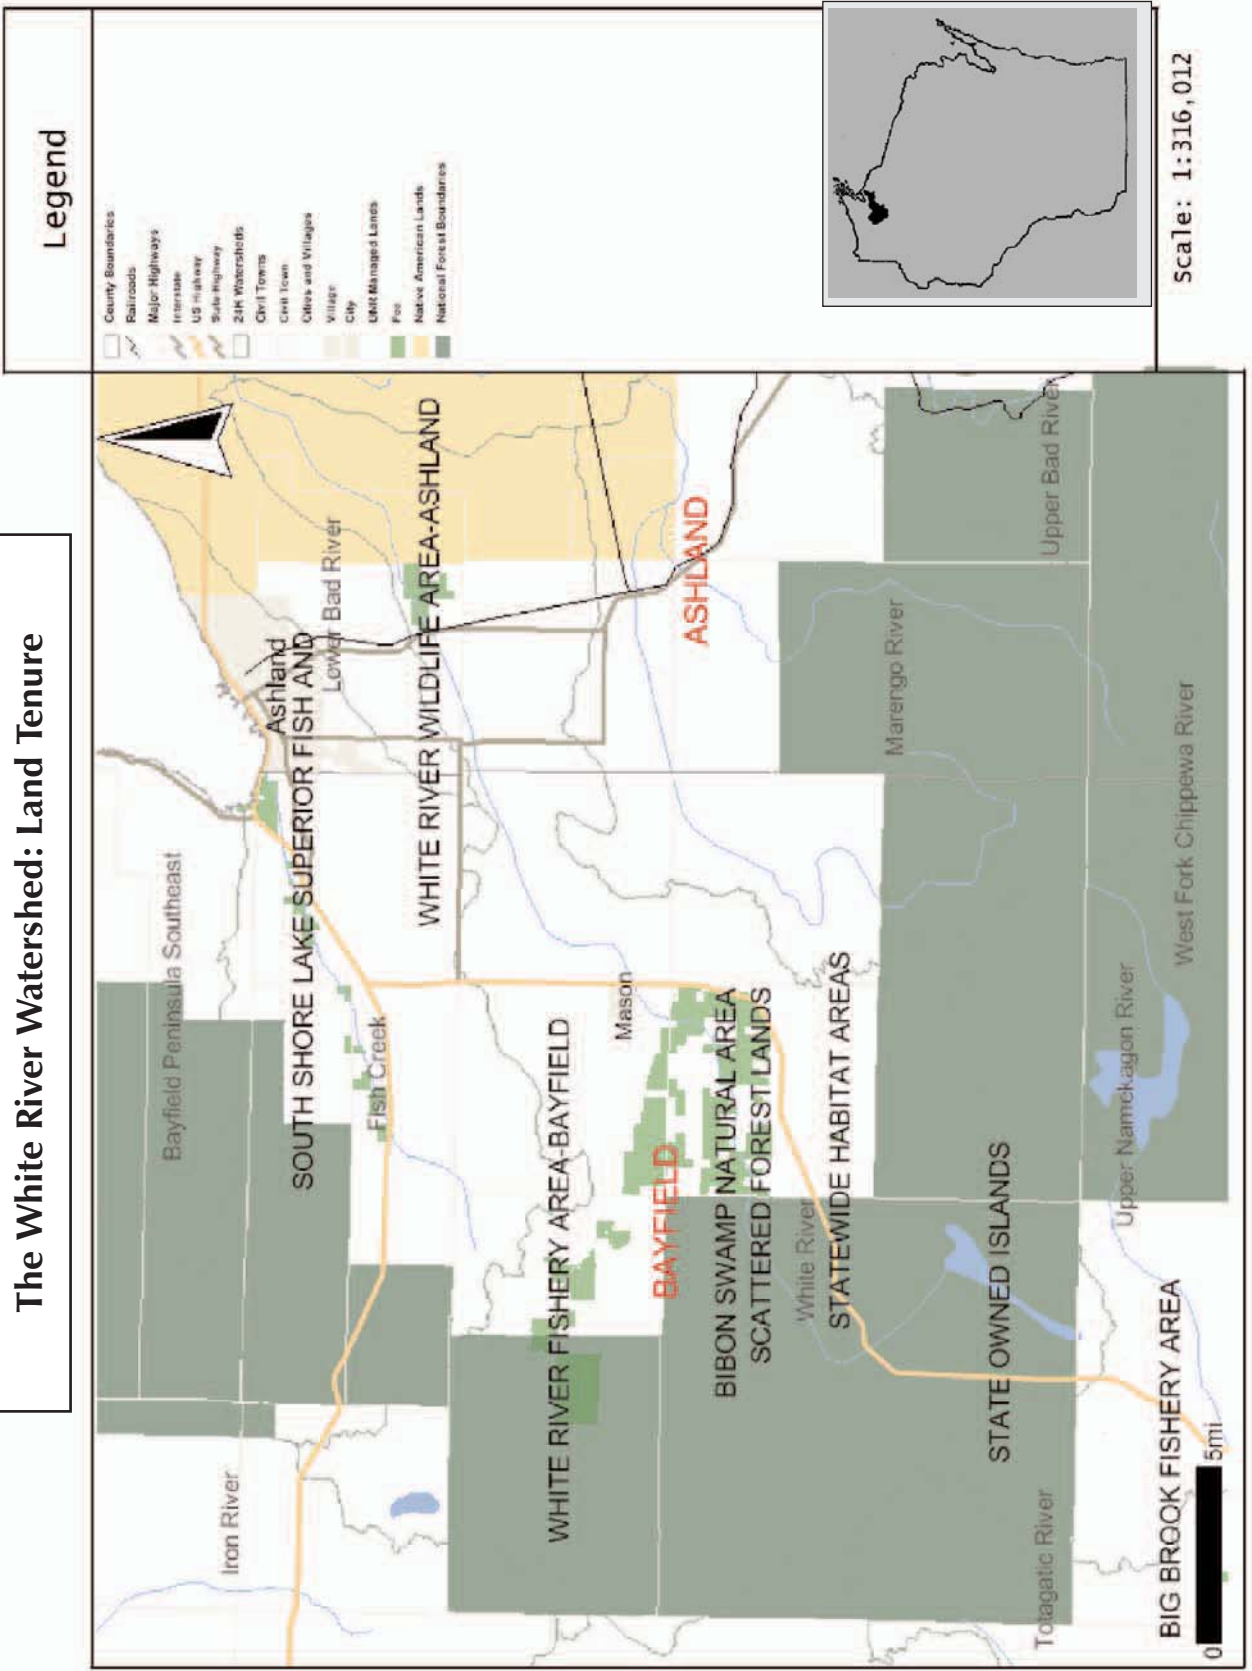 The White River Watershed: Land Tenure
Legend
County Boundaries
Railroads
Major Highways
Interstate
US Highway
State Highway
24K Watersheds
Civil Towns
Civil Town
Cities and Villages
Village
City
DNR Managed Lands
Fee
Native American Lands
National Forest Boundaries
Scale: 1:316,012
Bayfield Peninsula Southeast
Iron River
Ashland
SOUTH SHORE LAKE SUPERIOR FISH AND
Lower Bad River
Fish Creek
WHITE RIVER WILDLIFE AREA-ASHLAND
WHITE RIVER FISHERY AREA-BAYFIELD
Mason
BAYFIELD
ASHLAND
BIBON SWAMP NATURAL AREA
SCATTERED FOREST LANDS
White River
STATEWIDE HABITAT AREAS
Marengo River
STATE OWNED ISLANDS
Upper Bad River
Totagatic River
Upper Namekagon River
West Fork Chippewa River
BIG BROOK FISHERY AREA
0 5mi